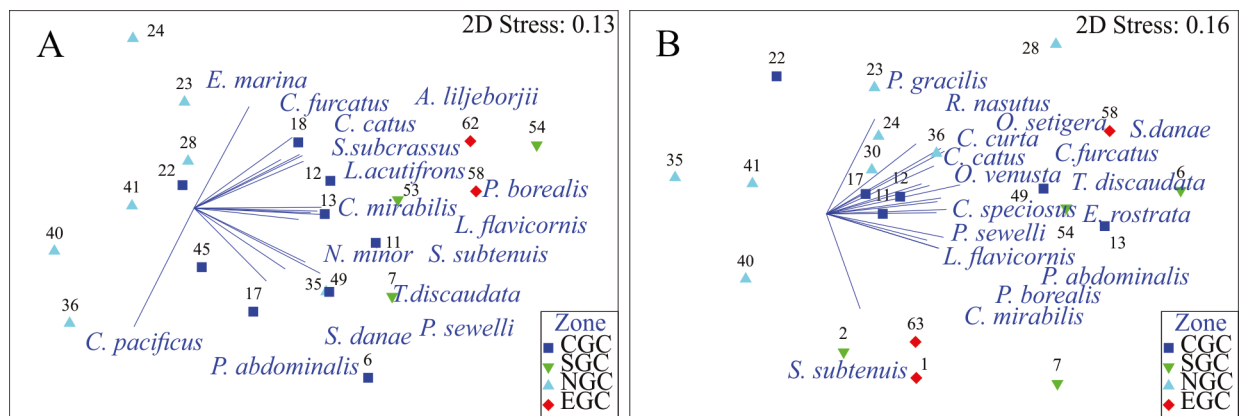 A
2D Stress: 0.13
24
E. marina
23
C. furcatus
A. liljeborjii
18
C. catus
62
54
28
S.subcrassus
22
12
L.acutifrons
58
41
53
P. borealis
13
C. mirabilis
L. flavicornis
40
45
11
N. minor
S. subtenuis
35
49
7
T.discaudata
36
17
C. pacificus
S. danae
P. sewelli
P. abdominalis
6
Zone
CGC
SGC
NGC
EGC
B
2D Stress: 0.16
28
22
23
P. gracilis
R. nasutus
24
O. setigera
58
S.danae
36
C. curta
30
C. catus
C.furcatus
35
41
17
12
O. venusta
T. discaudata
6
11
49.
C. speciosus
E. rostrata
54
13
P. sewelli
40
L. flavicornis
P. abdominalis
P. borealis
C. mirabilis
2
63
S. subtenuis
1
7
Zone
CGC
SGC
NGC
EGC